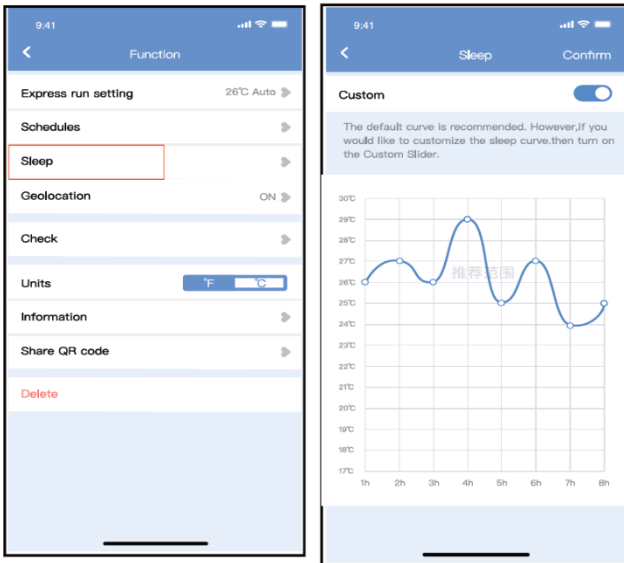 9:41
Function
Express run setting
26℃ Auto
Schedules
Sleep
Geolocation
ON
Check
Units
℉
℃
Information
Share QR code
Delete
9:41
Sleep
Confirm
Custom
The default curve is recommended. However,if you
would like to customize the sleep curve.then turn on
the Custom Slider.
30℃
29℃
28℃
27℃
26℃
25℃
24℃
23℃
22℃
21℃
20℃
19℃
18℃
17℃
推荐范围
1h
2h
3h
4h
5h
6h
7h
8h